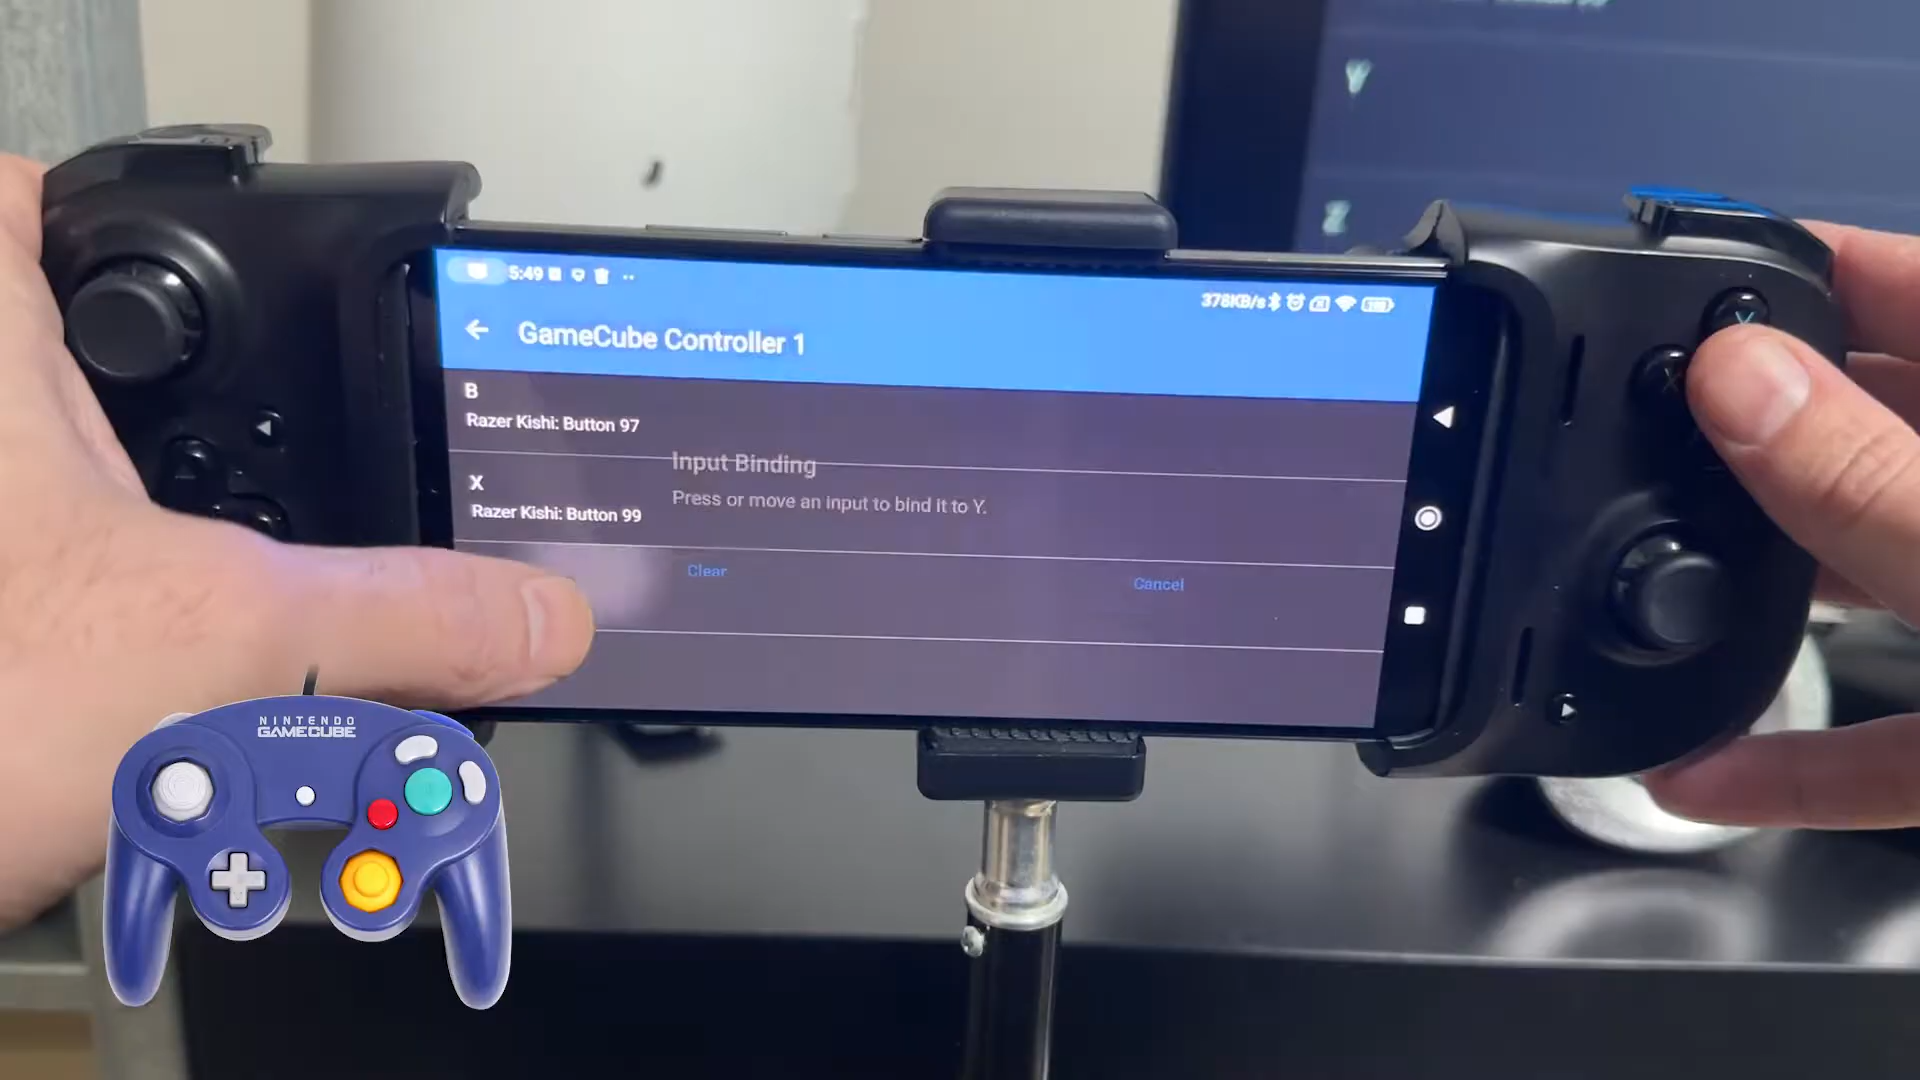 Y
Z
5:49
378KB/s
GameCube Controller 1
B
Razer Kishi: Button 97
Input Binding
X
Press or move an input to bind it to Y.
Razer Kishi: Button 99
Clear
Cancel
Y
X
NINTENDO
GAMECUBE